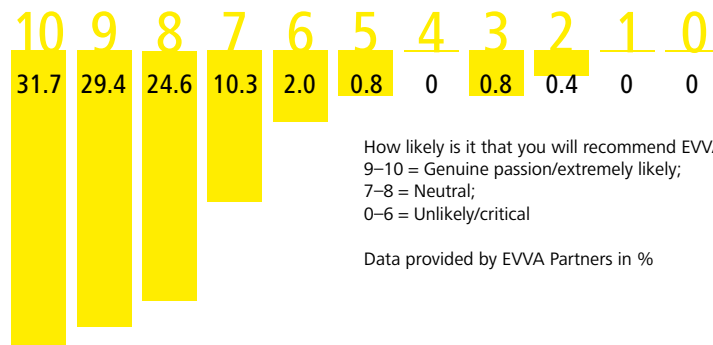 10 9 8 7 6 5 4 3 2 1 0
31.7 29.4 24.6 10.3 2.0 0.8 0 0.8 0.4 0 0
How likely is it that you will recommend
9–10 = Genuine passion/extremely likely;
7–8 = Neutral;
0–6 = Unlikely/critical
Data provided by EVVA Partners in %